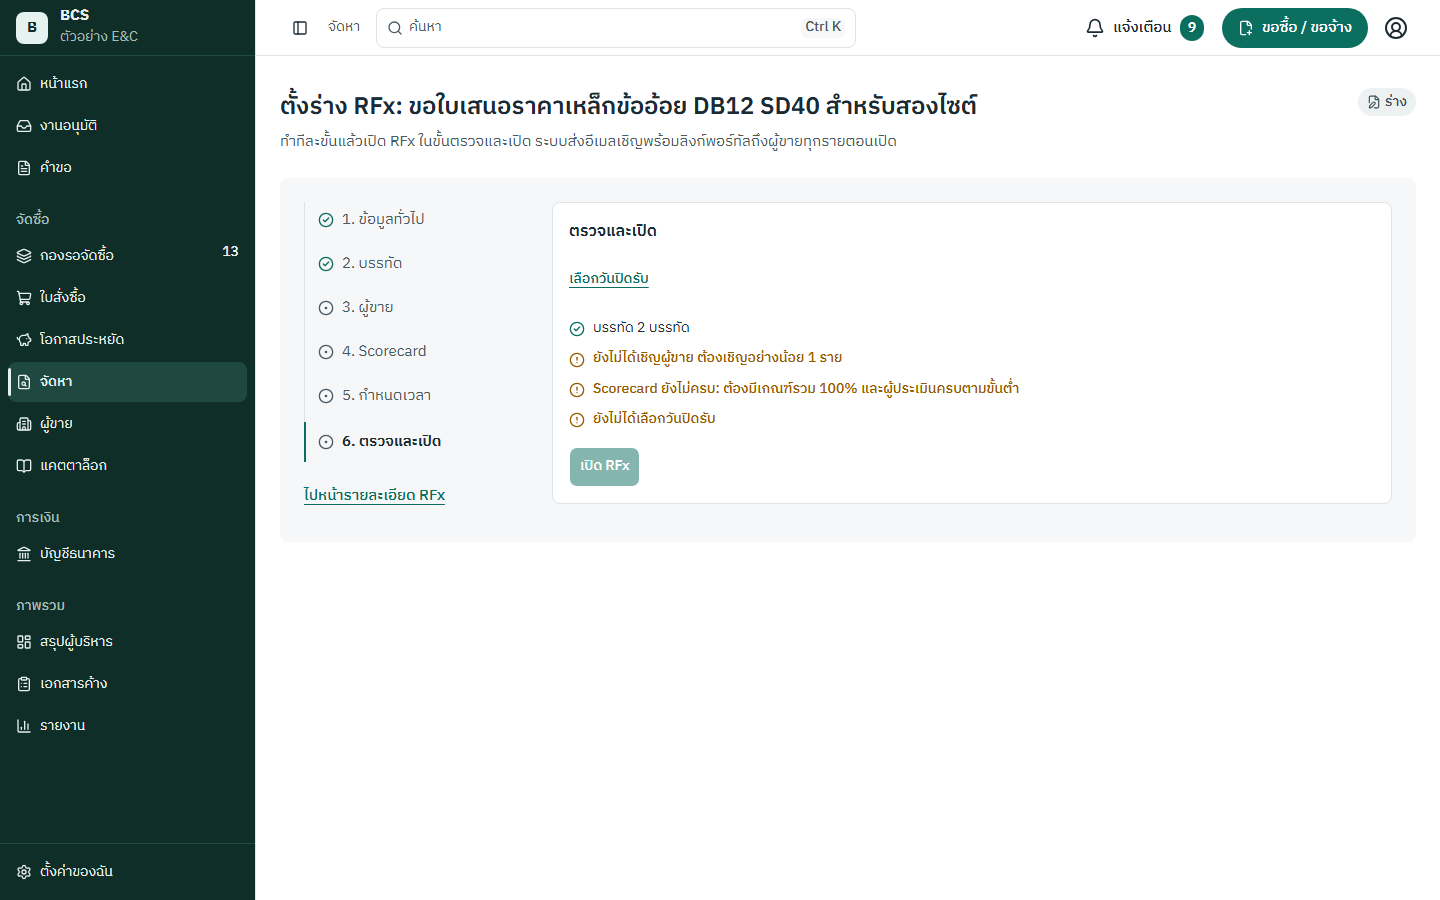 B
BCS
ตัวอย่าง E&C
หน้าแรก
งานอนุมัติ
คำขอ
จัดซื้อ
กองรอจัดซื้อ 13
ใบสั่งซื้อ
โอกาสประหยัด
จัดหา
ผู้ขาย
แคตตาล็อก
การเงิน
บัญชีธนาคาร
ภาพรวม
สรุปผู้บริหาร
เอกสารค้าง
รายงาน
ตั้งค่าของฉัน
จัดหา
ค้นหา Ctrl K
แจ้งเตือน 9
ขอซื้อ / ขอจ้าง
ตั้งร่าง RFx: ขอใบเสนอราคาเหล็กข้ออ้อย DB12 SD40 สำหรับสองไซต์
ร่าง
ทำทีละขั้นแล้วเปิด RFx ในขั้นตรวจและเปิด ระบบส่งอีเมลเชิญพร้อมลิงก์พอร์ทัลถึงผู้ขายทุกรายตอนเปิด
1. ข้อมูลทั่วไป
2. บรรทัด
3. ผู้ขาย
4. Scorecard
5. กำหนดเวลา
6. ตรวจและเปิด
ไปหน้ารายละเอียด RFx
ตรวจและเปิด
เลือกวันปิดรับ
บรรทัด 2 บรรทัด
ยังไม่ได้เชิญผู้ขาย ต้องเชิญอย่างน้อย 1 ราย
Scorecard ยังไม่ครบ: ต้องมีเกณฑ์รวม 100% และผู้ประเมินครบตามขั้นต่ำ
ยังไม่ได้เลือกวันปิดรับ
เปิด RFx